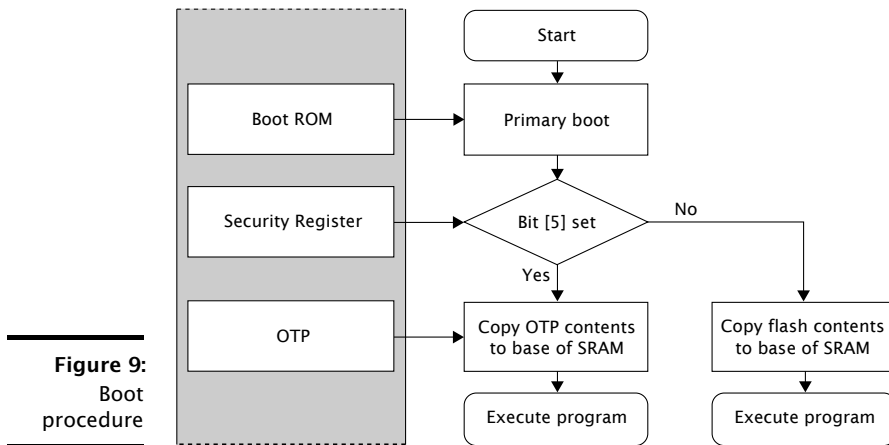 Start
Boot ROM
Primary boot
Security Register
Bit [5] set
No
Yes
OTP
Copy OTP contents
to base of SRAM
Copy flash contents
to base of SRAM
Execute program
Execute program
Figure 9:
Boot
procedure